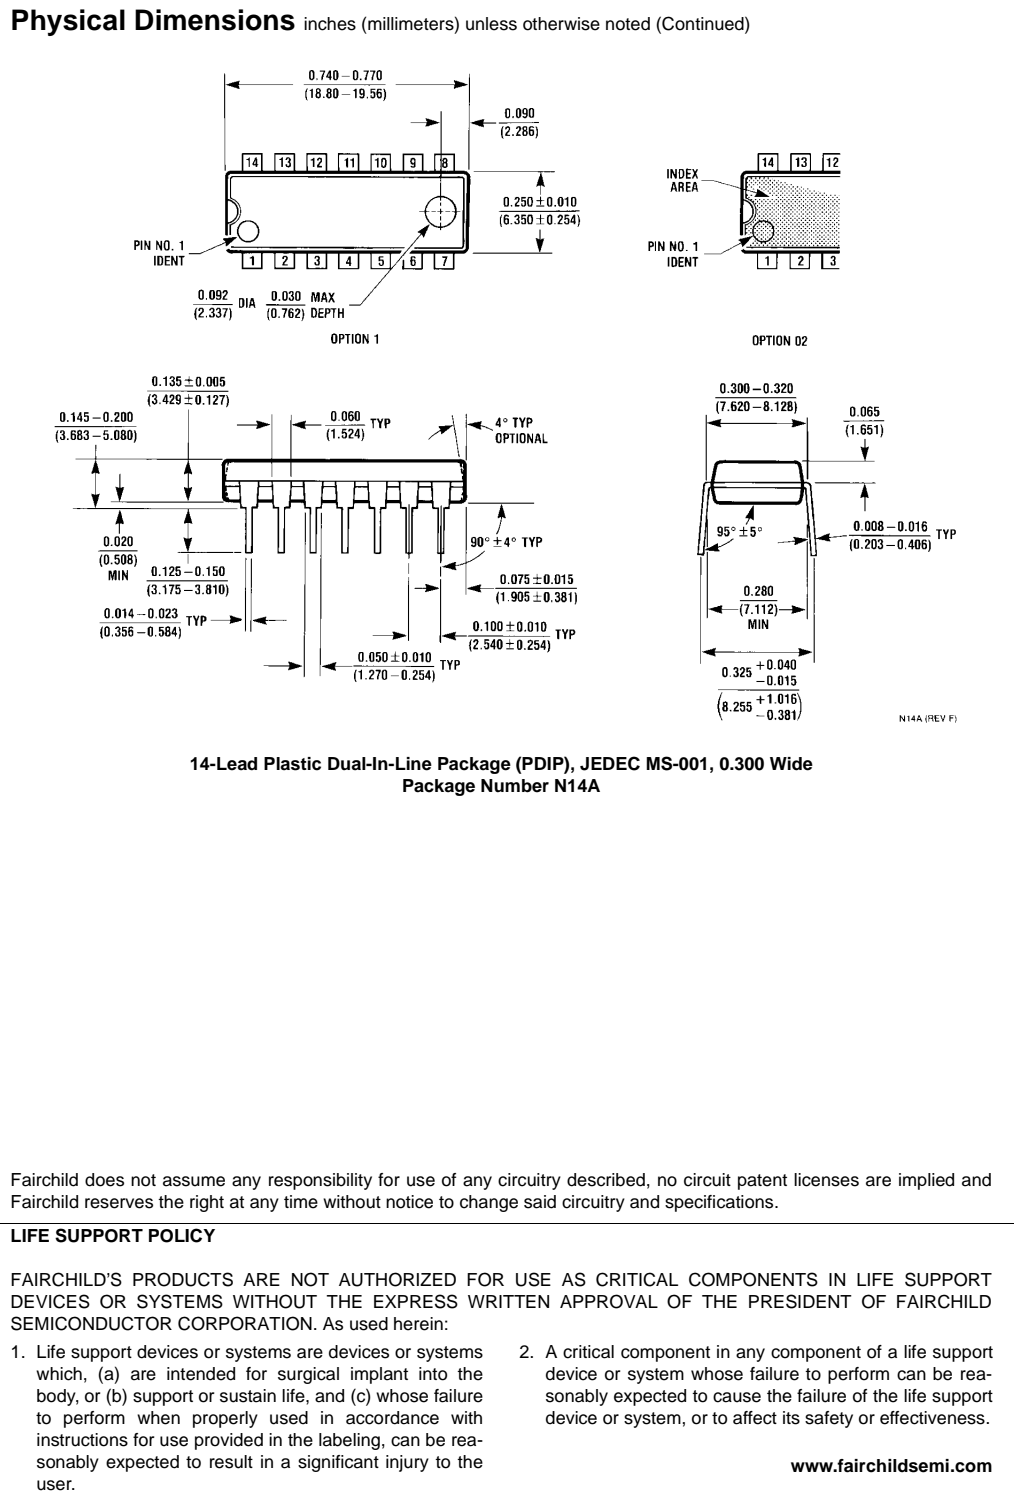 Physical Dimensions inches (millimeters) unless otherwise noted (Continued)
0.740 – 0.770
(18.80 – 19.56)
0.090
(2.286)
14 13 12 11 10 9 8
0.250 ± 0.010
(6.350 ± 0.254)
PIN NO. 1
IDENT
1 2 3 4 5 6 7
0.092
(2.337)
DIA
0.030
(0.762)
MAX
DEPTH
OPTION 1
14 13 12
INDEX
AREA
PIN NO. 1
IDENT
1 2 3
OPTION 02
0.135 ± 0.005
(3.429 ± 0.127)
0.145 – 0.200
(3.683 – 5.080)
0.060
(1.524)
TYP
4° TYP
OPTIONAL
0.020
(0.508)
MIN
0.125 – 0.150
(3.175 – 3.810)
90° ± 4° TYP
0.075 ± 0.015
(1.905 ± 0.381)
0.014 – 0.023
(0.356 – 0.584)
TYP
0.100 ± 0.010
(2.540 ± 0.254)
TYP
0.050 ± 0.010
(1.270 – 0.254)
TYP
0.300 – 0.320
(7.620 – 8.128)
0.065
(1.651)
95° ± 5°
0.008 – 0.016
(0.203 – 0.406)
TYP
0.280
(7.112)
MIN
0.325 +0.040
–0.015
(8.255 +1.016
–0.381)
N14A (REV F)
14-Lead Plastic Dual-In-Line Package (PDIP), JEDEC MS-001, 0.300 Wide
Package Number N14A
Fairchild does not assume any responsibility for use of any circuitry described, no circuit patent licenses are implied and
Fairchild reserves the right at any time without notice to change said circuitry and specifications.
LIFE SUPPORT POLICY
FAIRCHILD'S PRODUCTS ARE NOT AUTHORIZED FOR USE AS CRITICAL COMPONENTS IN LIFE SUPPORT
DEVICES OR SYSTEMS WITHOUT THE EXPRESS WRITTEN APPROVAL OF THE PRESIDENT OF FAIRCHILD
SEMICONDUCTOR CORPORATION. As used herein:
1. Life support devices or systems are devices or systems
which, (a) are intended for surgical implant into the
body, or (b) support or sustain life, and (c) whose failure
to perform when properly used in accordance with
instructions for use provided in the labeling, can be rea-
sonably expected to result in a significant injury to the
user.
2. A critical component in any component of a life support
device or system whose failure to perform can be rea-
sonably expected to cause the failure of the life support
device or system, or to affect its safety or effectiveness.
www.fairchildsemi.com